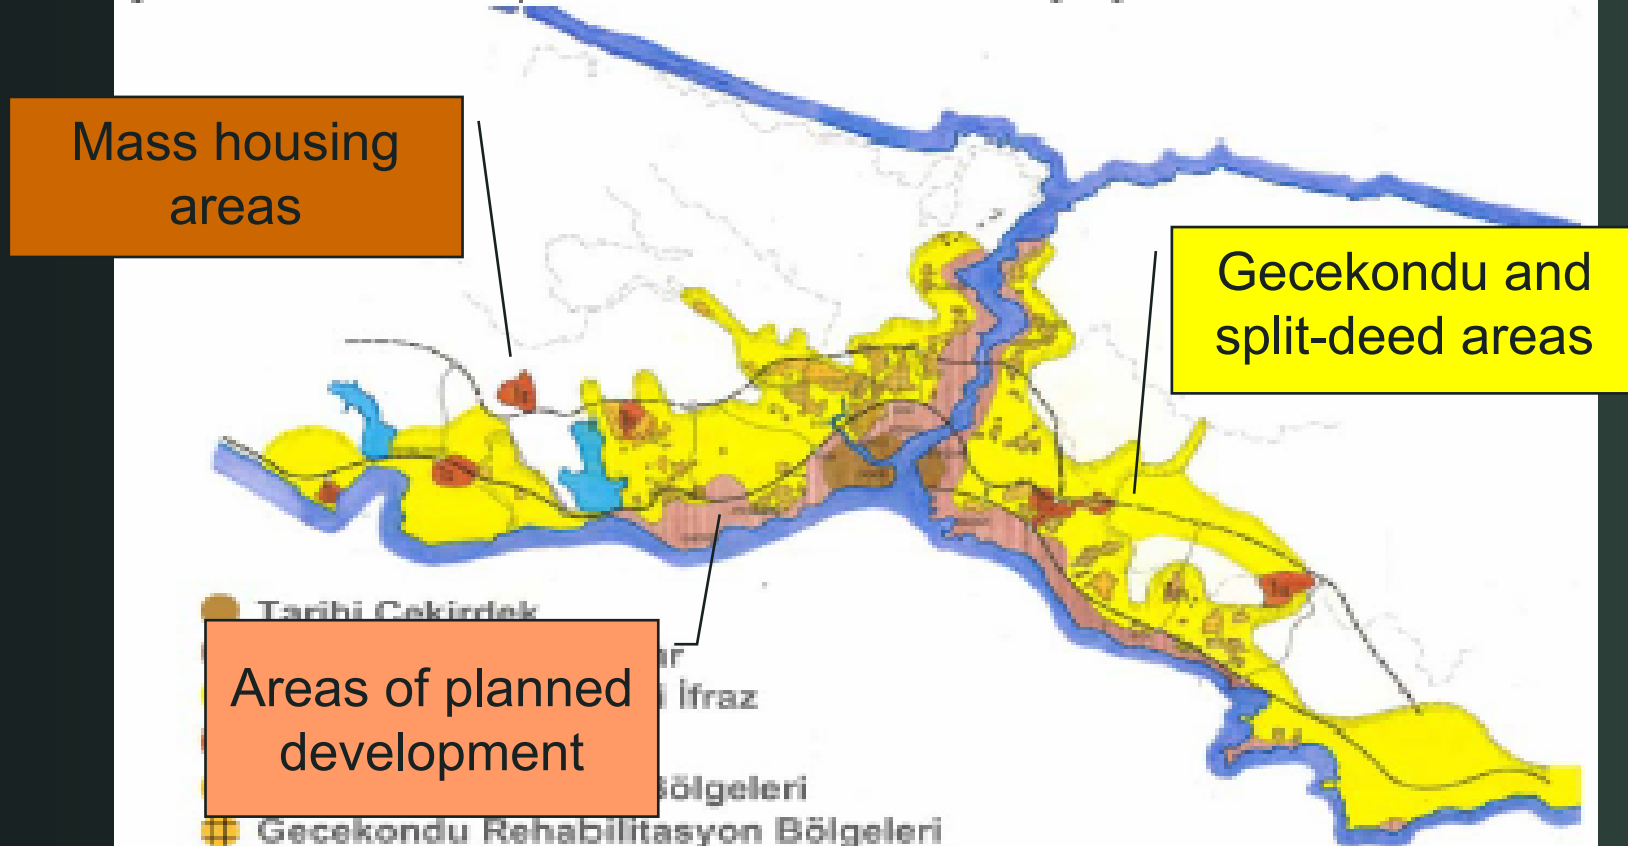 Mass housing
areas
Gecekondu and
split-deed areas
Tarihi Çekirdek
Areas of planned
development
İfraz
Bölgeleri
Gecekondu Rehabilitasyon Bölgeleri